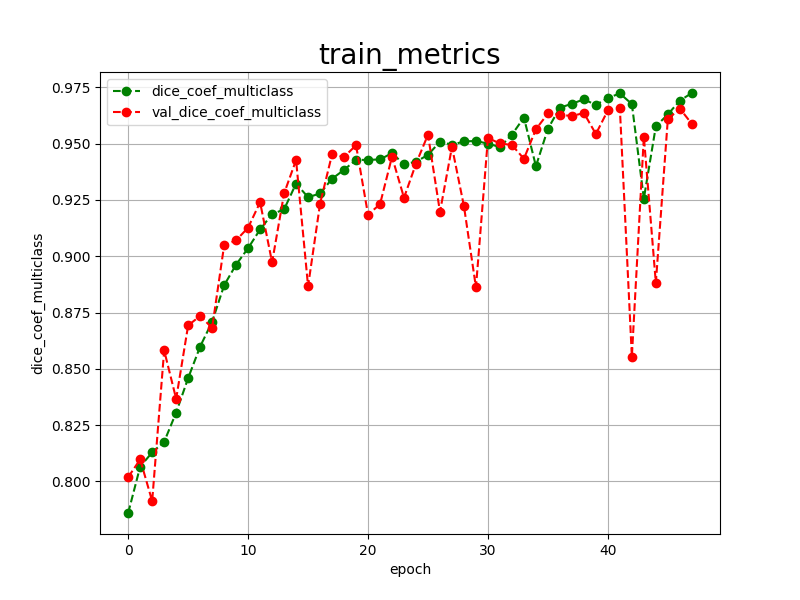 train_metrics
dice_coef_multiclass
val_dice_coef_multiclass
0.975
0.950
0.925
0.900
0.875
0.850
0.825
0.800
dice_coef_multiclass
0 10 20 30 40
epoch